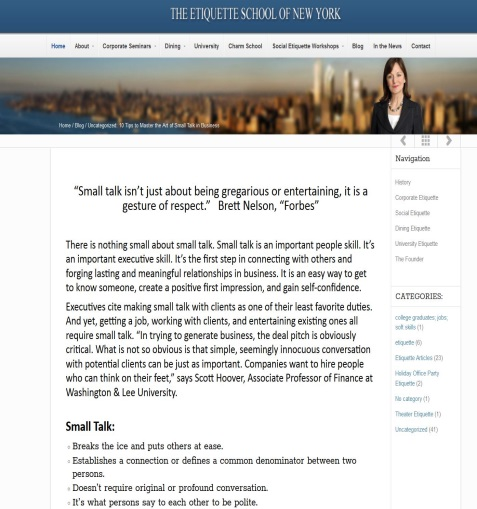 THE ETIQUETTE SCHOOL OF NEW YORK
Home About Corporate Seminars Dining University Charm School Social Etiquette Workshops Blog In the News Contact
Home / Blog / Uncategorized: 10 Tips to Master the Art of Small Talk in Business
“Small talk isn’t just about being gregarious or entertaining, it is a
gesture of respect.” Brett Nelson, “Forbes”
There is nothing small about small talk. Small talk is an important people skill. It’s
an important executive skill. It’s the first step in connecting with others and
forging lasting and meaningful relationships in business. It is an easy way to get
to know someone, create a positive first impression, and gain self-confidence.
Executives cite making small talk with clients as one of their least favorite duties.
And yet, getting a job, working with clients, and entertaining existing ones all
require small talk. “In trying to generate business, the deal pitch is obviously
critical. What is not so obvious is that simple, seemingly innocuous conversation
with potential clients can be just as important. Companies want to hire people
who can think on their feet,” says Scott Hoover, Associate Professor of Finance at
Washington & Lee University.
Small Talk:
Breaks the ice and puts others at ease.
Establishes a connection or defines a common denominator between two
persons.
Doesn't require original or profound conversation.
It's what persons say to each other to be polite.
Navigation
History
Corporate Etiquette
Social Etiquette
Dining Etiquette
University Etiquette
The Founder
CATEGORIES:
college graduates; jobs;
soft skills (1)
etiquette (6)
Etiquette Articles (23)
Holiday Office Party
Etiquette (2)
No category (1)
Theater Etiquette (1)
Uncategorized (41)